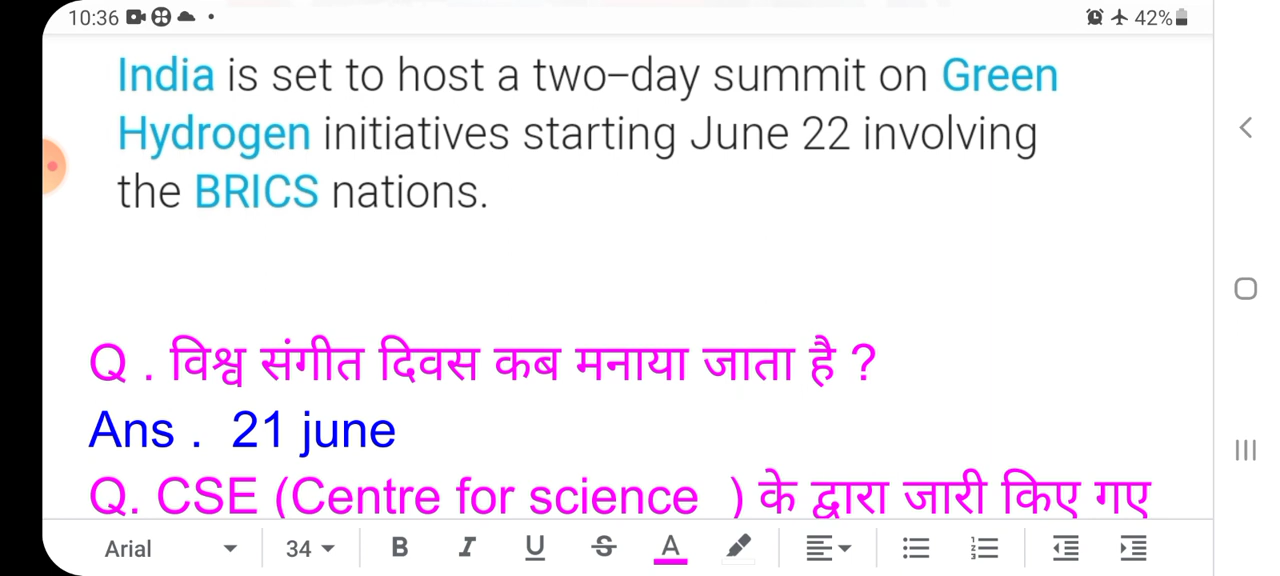 10:36
42%
India is set to host a two-day summit on Green
Hydrogen initiatives starting June 22 involving
the BRICS nations.
Q . विश्व संगीत दिवस कब मनाया जाता है ?
Ans . 21 june
Q. CSE (Centre for science ) के द्वारा जारी किए गए
Arial 34 B I U S A